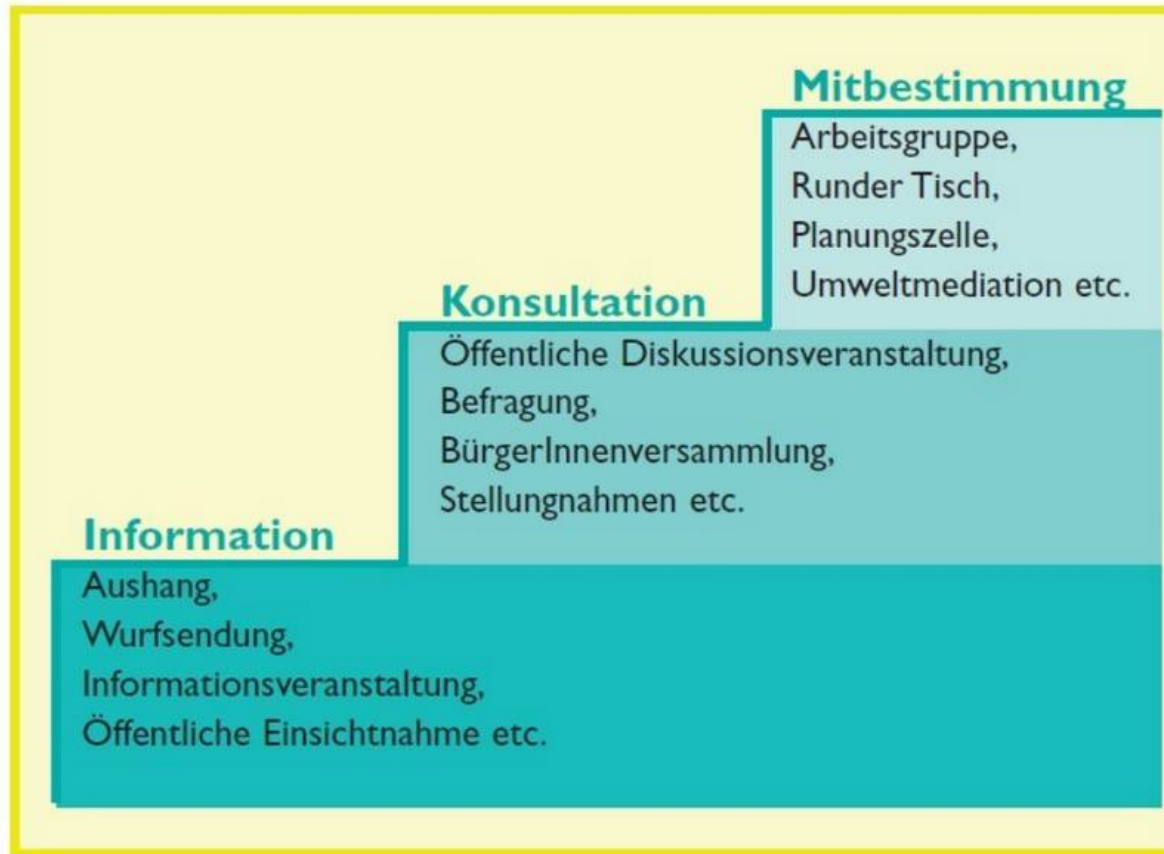 Mitbestimmung
Arbeitsgruppe,
Runder Tisch,
Planungszelle,
Umweltmediation etc.
Konsultation
Öffentliche Diskussionsveranstaltung,
Befragung,
BürgerInnenversammlung,
Stellungnahmen etc.
Information
Aushang,
Wurfsendung,
Informationsveranstaltung,
Öffentliche Einsichtnahme etc.